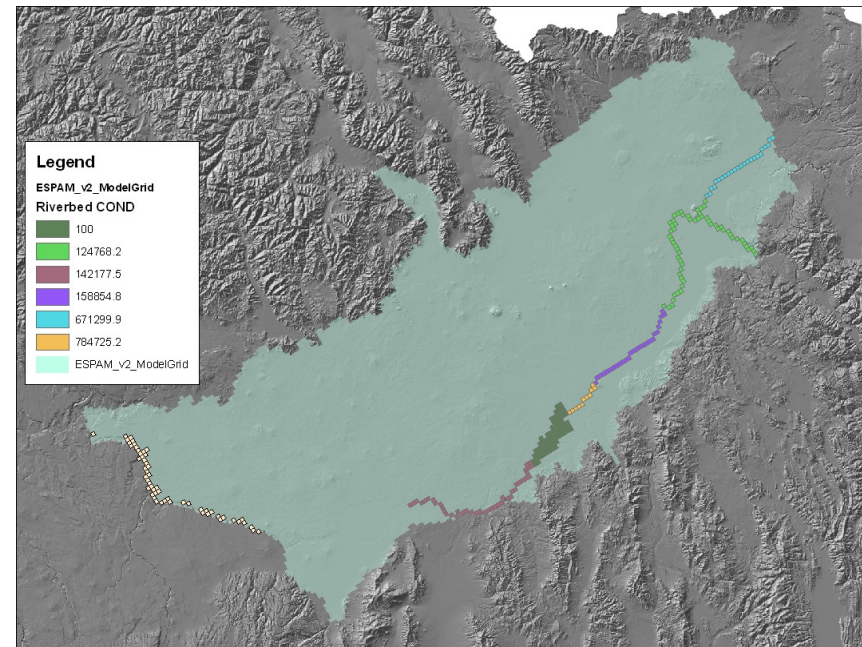 Legend
ESPAM_v2_ModelGrid
Riverbed COND
100
124768.2
142177.5
158854.8
671299.9
784725.2
ESPAM_v2_ModelGrid